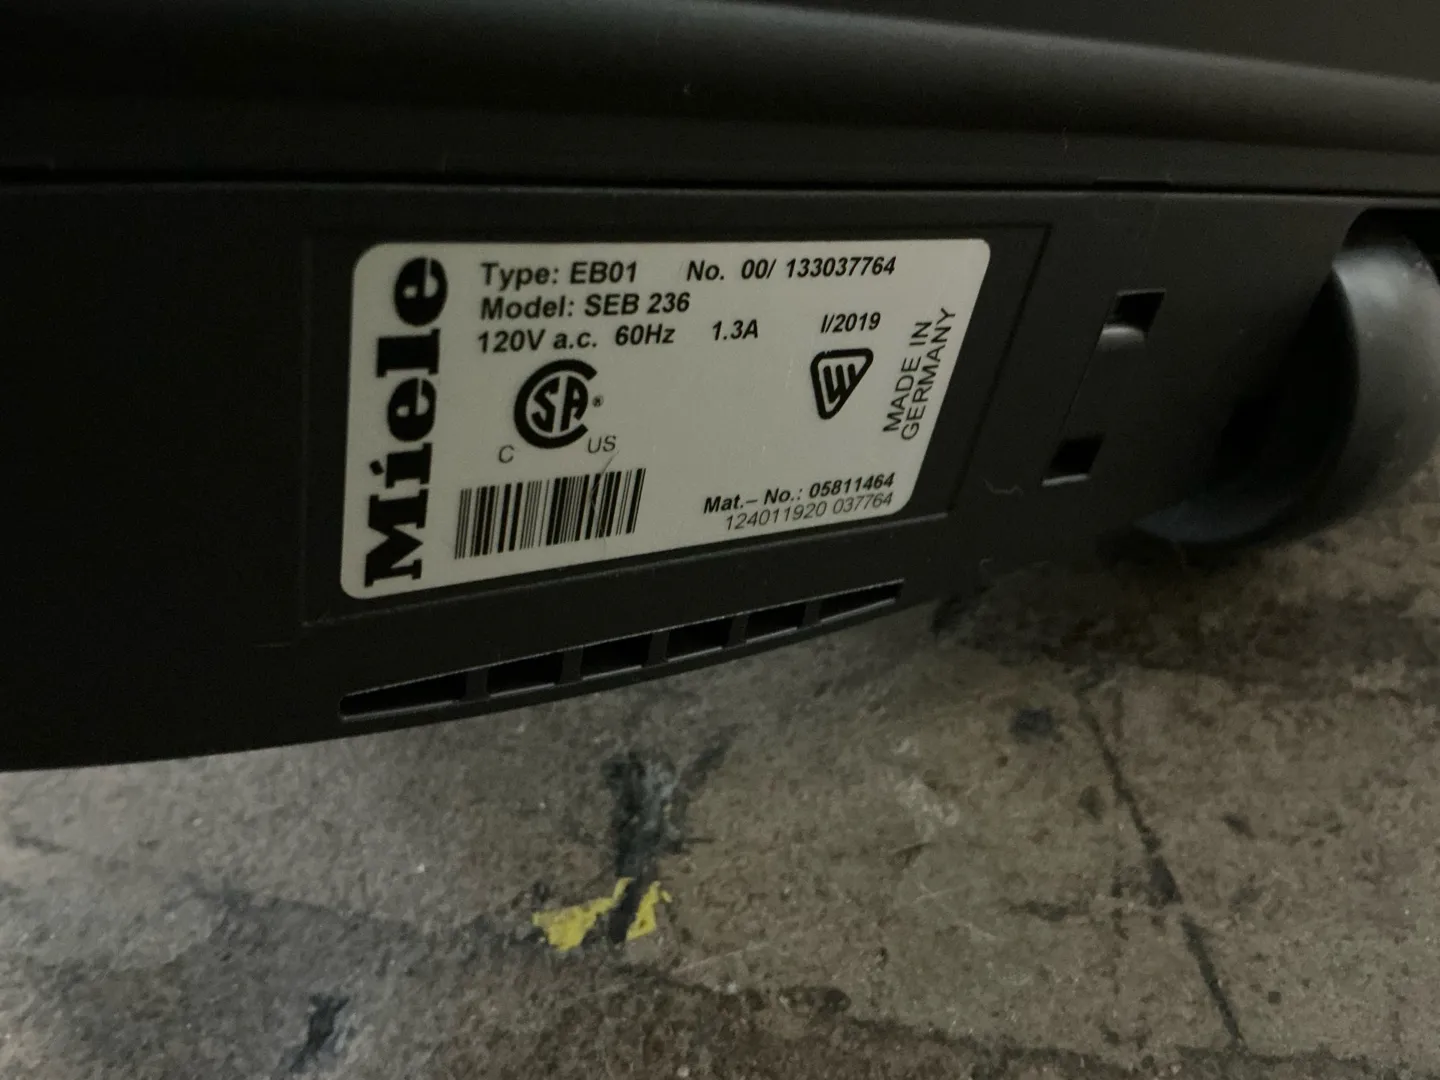 Miele
Type: EB01 No. 00/ 133037764
Model: SEB 236
120V a.c. 60Hz 1.3A I/2019
MADE IN
GERMANY
CSA®
C US
Mat.– No.: 05811464
124011920 037764